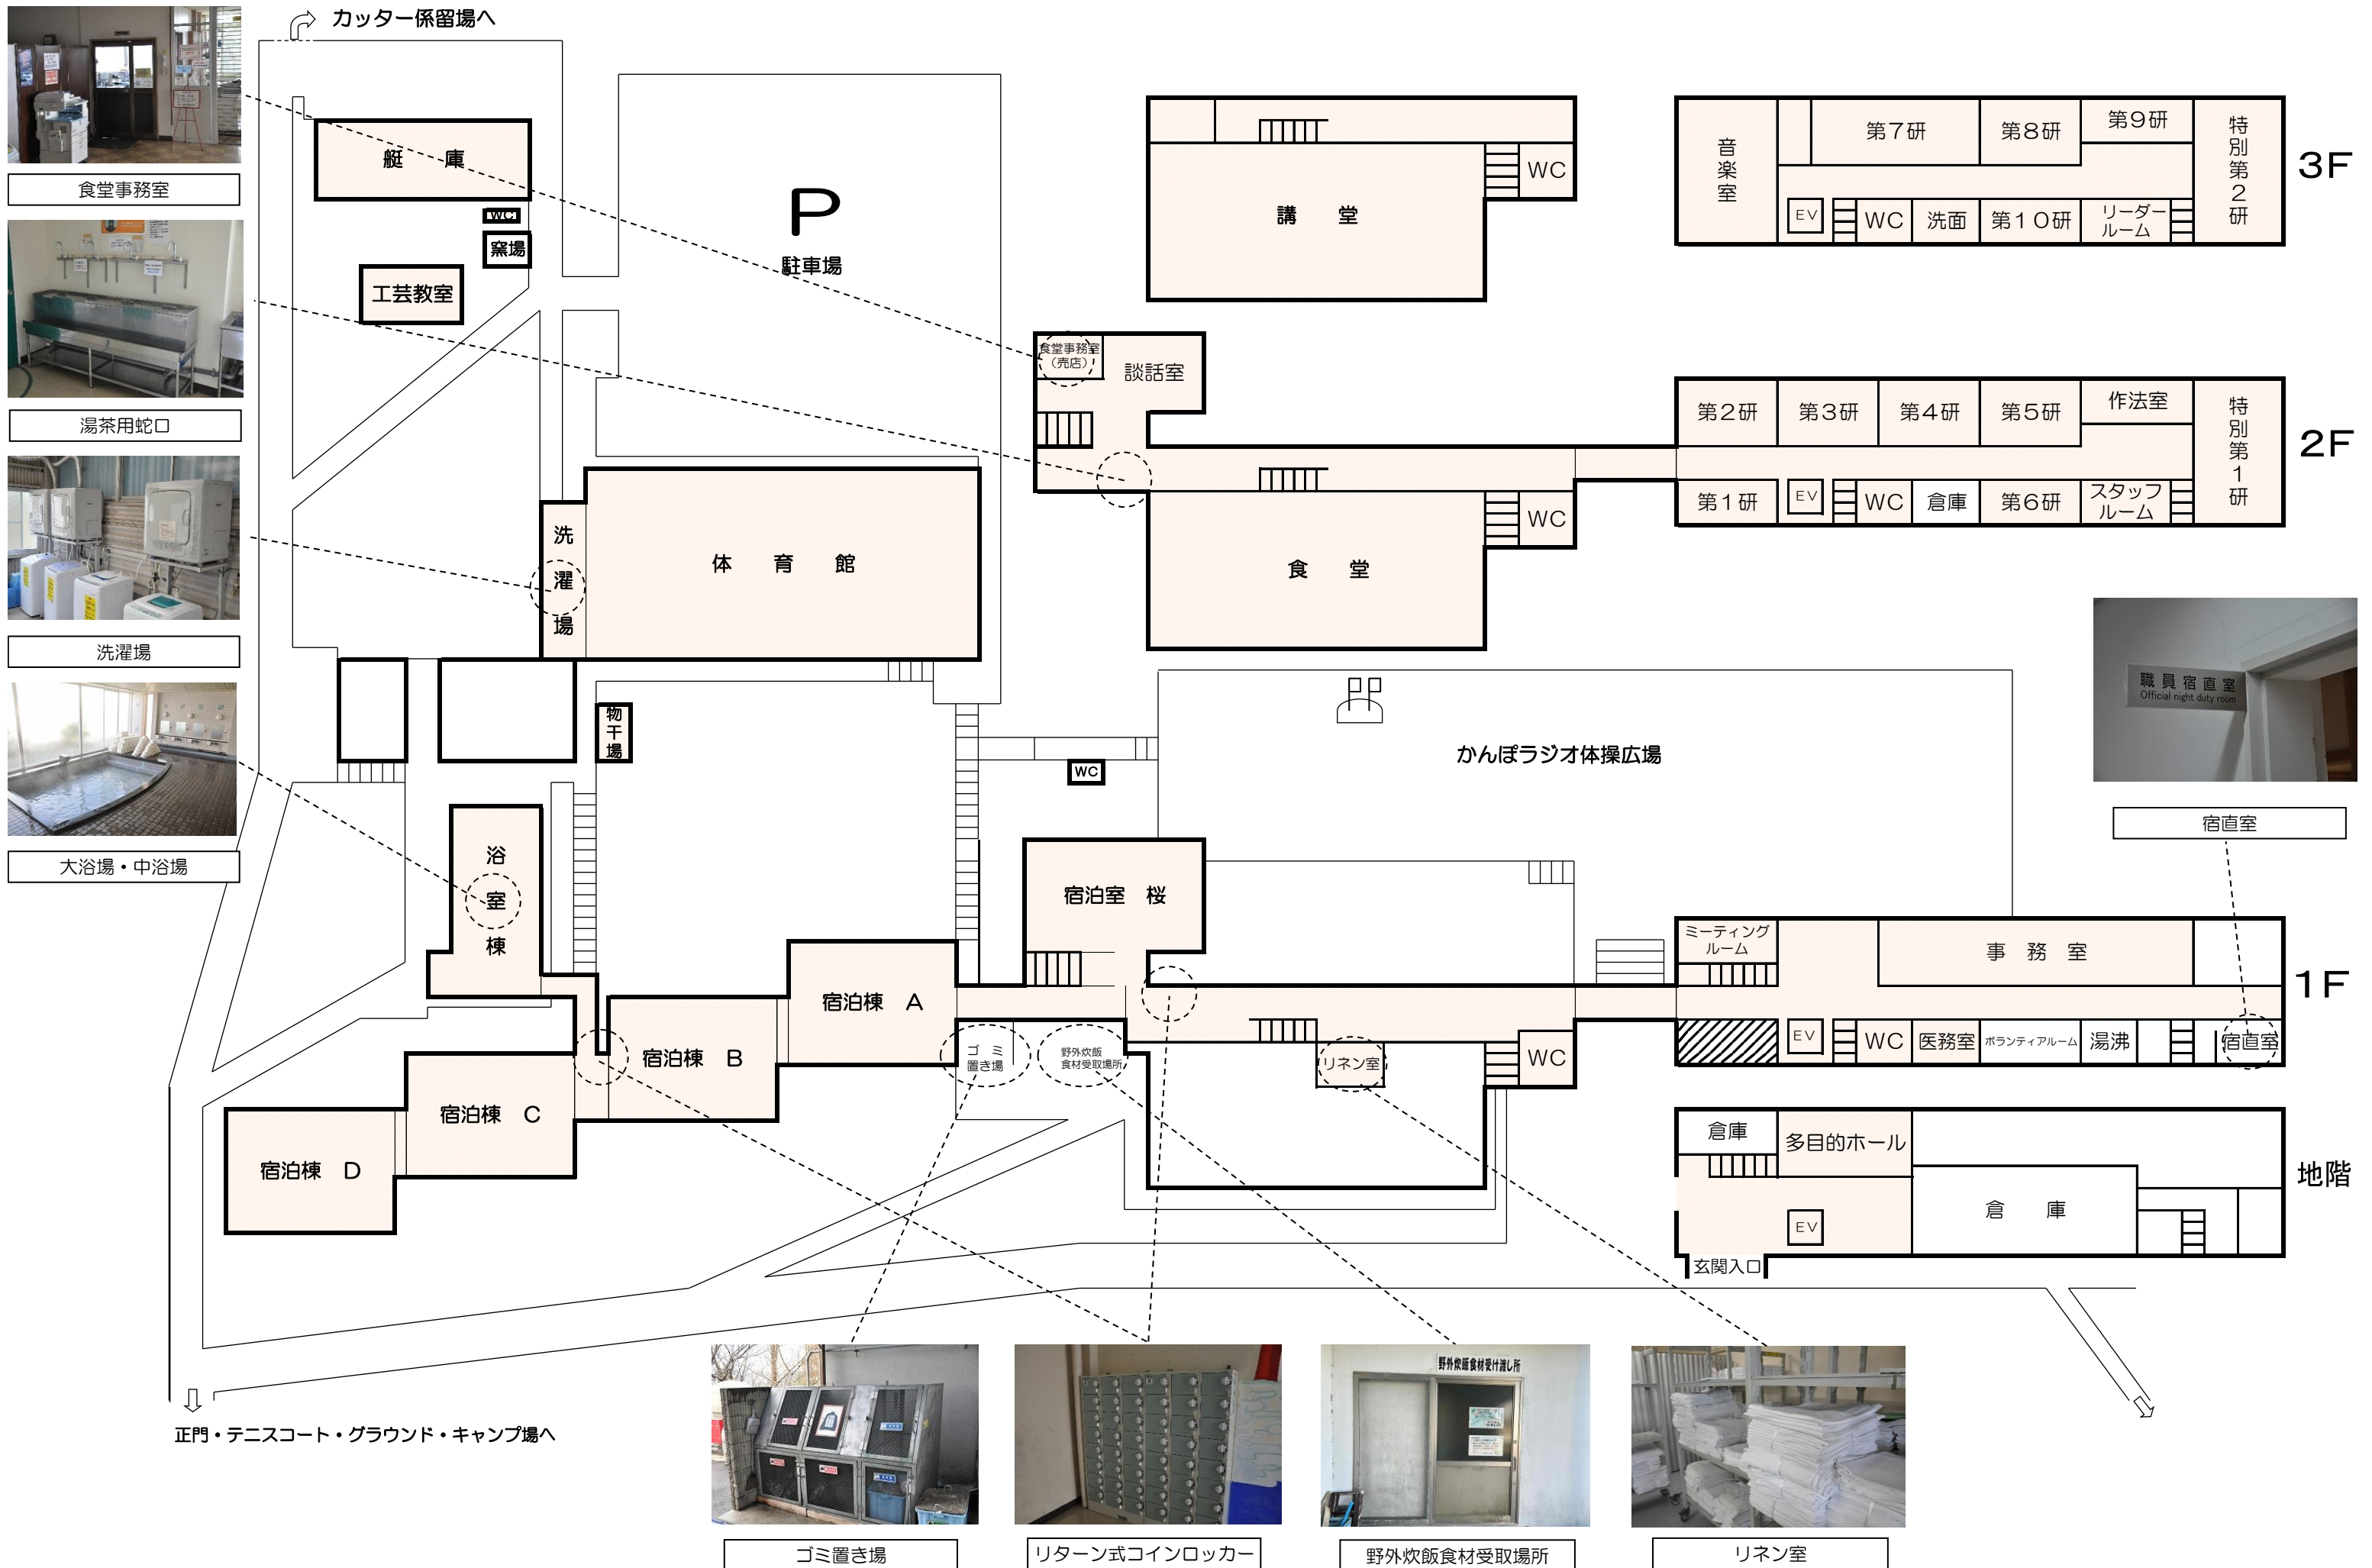 カッター係留場へ
食堂事務室
湯茶用蛇口
洗濯場
大浴場・中浴場
艇 庫
WC
窯場
工芸教室
P
駐車場
洗濯場
体 育 館
物干場
浴室棟
講 堂
WC
音楽室
第7研
第8研
第9研
特別第2研
EV
WC
洗面
第10研
リーダー
ルーム
3F
食堂事務室
(売店)
談話室
食 堂
WC
第2研
第3研
第4研
第5研
作法室
特別第1研
第1研
EV
WC
倉庫
第6研
スタッフ
ルーム
2F
職員宿直室
Official night duty room
宿直室
かんぽラジオ体操広場
WC
宿泊室 桜
宿泊棟 A
宿泊棟 B
宿泊棟 C
宿泊棟 D
ゴ ミ
置き場
野外炊飯
食材受取場所
リネン室
WC
ミーティング
ルーム
事 務 室
EV
WC
医務室
ボランティアルーム
湯沸
宿直室
1F
倉庫
多目的ホール
EV
倉 庫
玄関入口
地階
正門・テニスコート・グラウンド・キャンプ場へ
野外炊飯食材受け渡し所
ゴミ置き場
リターン式コインロッカー
野外炊飯食材受取場所
リネン室